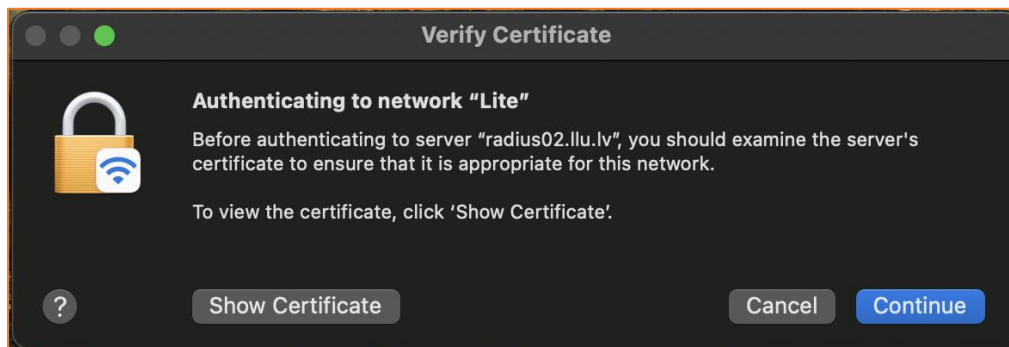 Verify Certificate
Authenticating to network “Lite”
Before authenticating to server “radius02.llu.lv”, you should examine the server's
certificate to ensure that it is appropriate for this network.
To view the certificate, click ‘Show Certificate’.
?
Show Certificate
Cancel
Continue